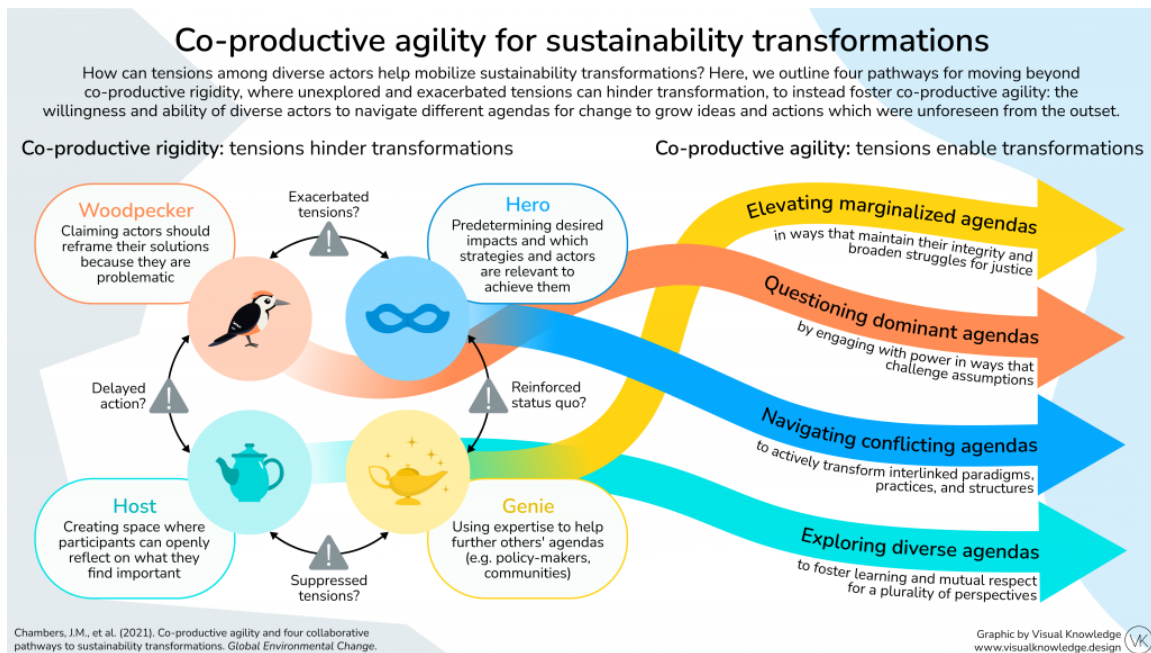 Co-productive agility for sustainability transformations
How can tensions among diverse actors help mobilize sustainability transformations? Here, we outline four pathways for moving beyond
co-productive rigidity, where unexplored and exacerbated tensions can hinder transformation, to instead foster co-productive agility: the
willingness and ability of diverse actors to navigate different agendas for change to grow ideas and actions which were unforeseen from the outset.
Co-productive rigidity: tensions hinder transformations
Co-productive agility: tensions enable transformations
Woodpecker
Claiming actors should
reframe their solutions
because they are
problematic
Exacerbated
tensions?
Hero
Predetermining desired
impacts and which
strategies and actors
are relevant to
achieve them
Delayed
action?
Reinforced
status quo?
Host
Creating space where
participants can openly
reflect on what they
find important
Suppressed
tensions?
Genie
Using expertise to help
further others' agendas
(e.g. policy-makers,
communities)
Elevating marginalized agendas
in ways that maintain their integrity and
broaden struggles for justice
Questioning dominant agendas
by engaging with power in ways that
challenge assumptions
Navigating conflicting agendas
to actively transform interlinked paradigms,
practices, and structures
Exploring diverse agendas
to foster learning and mutual respect
for a plurality of perspectives
Chambers, J.M., et al. (2021). Co-productive agility and four collaborative
pathways to sustainability transformations. Global Environmental Change.
Graphic by Visual Knowledge
www.visualknowledge.design
VK